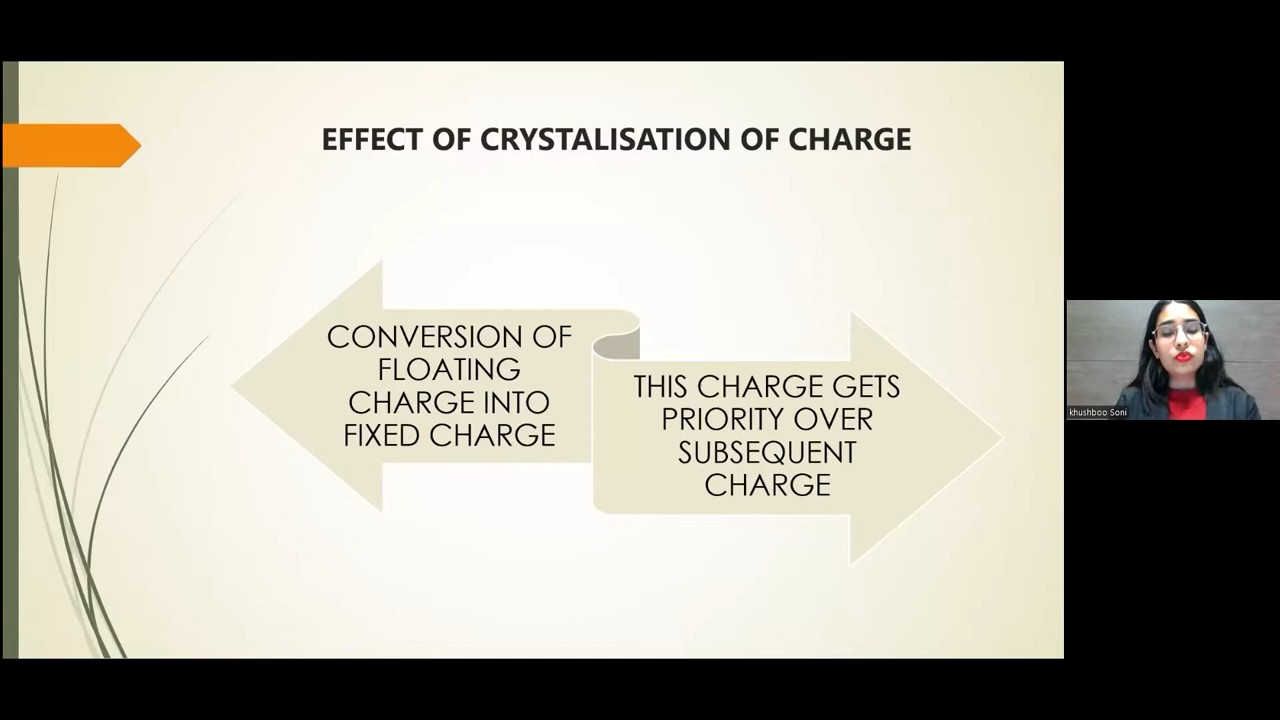 EFFECT OF CRYSTALISATION OF CHARGE
CONVERSION OF
FLOATING
CHARGE INTO
FIXED CHARGE
THIS CHARGE GETS
PRIORITY OVER
SUBSEQUENT
CHARGE
khushboo Soni